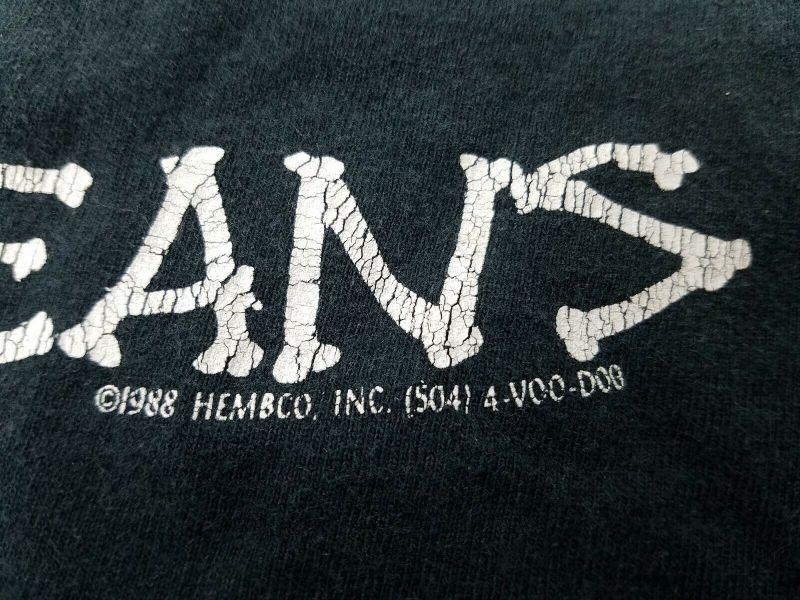 EANS
©1988 HEMBCO, INC. (504) 4-VOO-DOO